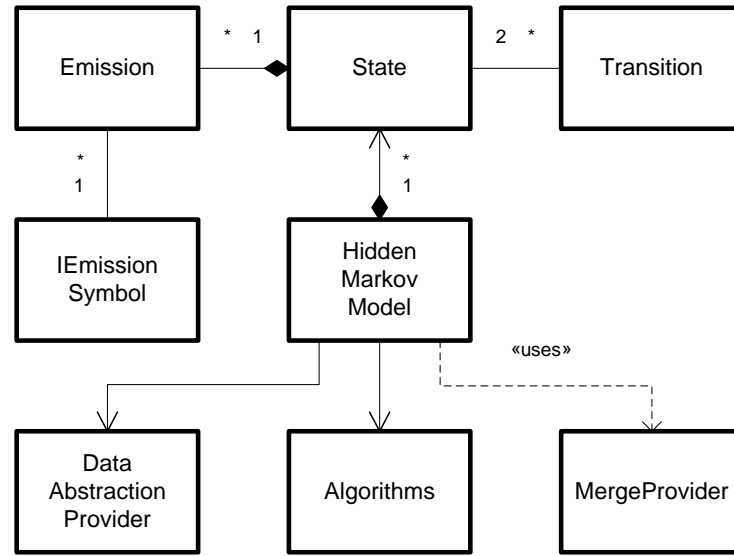 Emission
* 1
State
2 *
Transition
*
1
*
1
IEmission
Symbol
Hidden
Markov
Model
«uses»
Data
Abstraction
Provider
Algorithms
MergeProvider